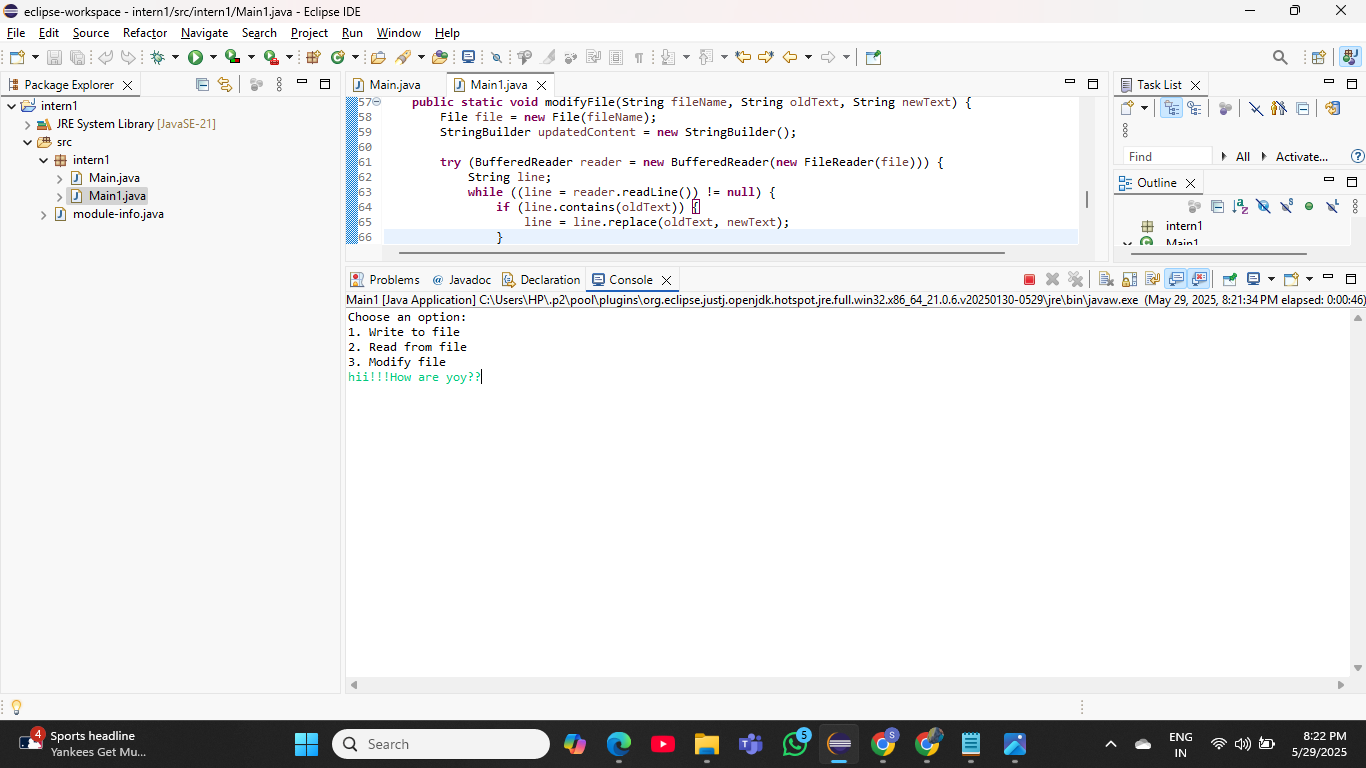 eclipse-workspace - intern1/src/intern1/Main1.java - Eclipse IDE
File Edit Source Refactor Navigate Search Project Run Window Help
Package Explorer
intern1
JRE System Library [JavaSE-21]
src
intern1
Main.java
Main1.java
module-info.java
Main.java
Main1.java
57 public static void modifyFile(String fileName, String oldText, String newText) {
58 File file = new File(fileName);
59 StringBuilder updatedContent = new StringBuilder();
60
61 try (BufferedReader reader = new BufferedReader(new FileReader(file))) {
62 String line;
63 while ((line = reader.readLine()) != null) {
64 if (line.contains(oldText)) {
65 line = line.replace(oldText, newText);
66 }
Task List
Find All Activate...
Outline
intern1
Main1
Problems @ Javadoc Declaration Console
Main1 [Java Application] C:\Users\HP\.p2\pool\plugins\org.eclipse.justj.openjdk.hotspot.jre.full.win32.x86_64_21.0.6.v20250130-0529\jre\bin\javaw.exe (May 29, 2025, 8:21:34 PM elapsed: 0:00:46)
Choose an option:
1. Write to file
2. Read from file
3. Modify file
hii!!!How are yoy??
4
Sports headline
Yankees Get Mu...
Search
5
S
ENG
IN
8:22 PM
5/29/2025